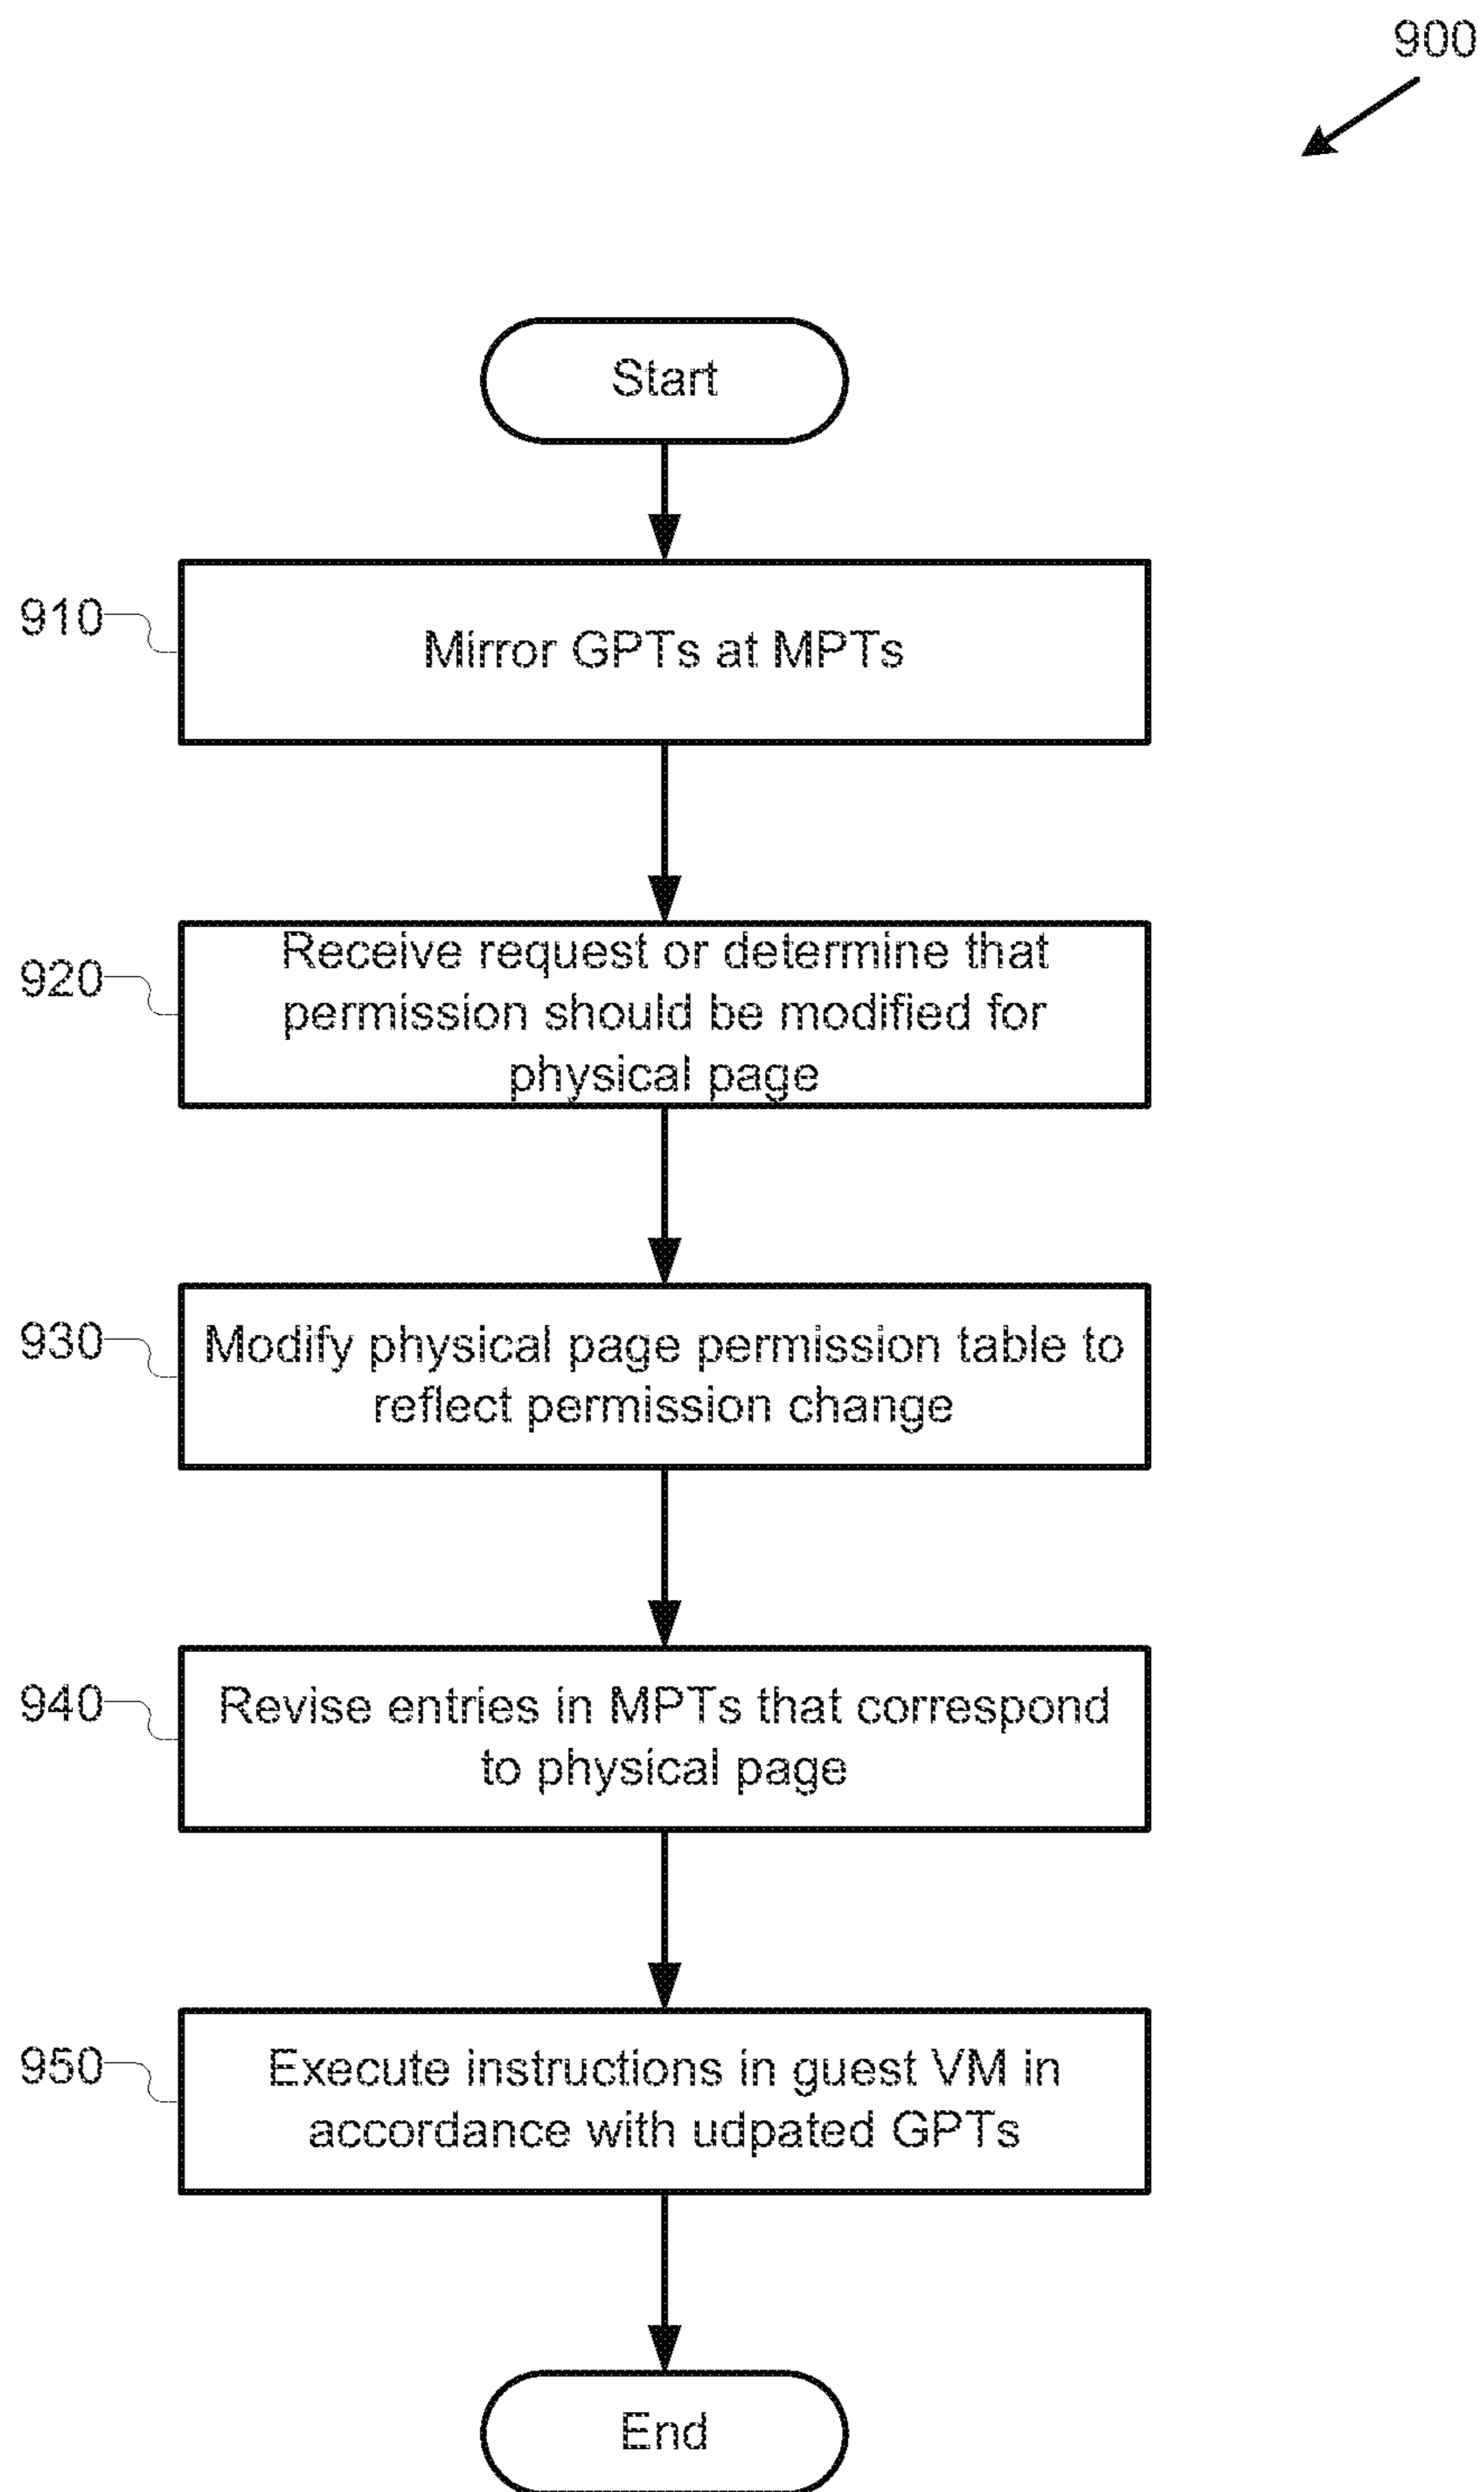 900
Start
910
Mirror GPTs at MPTs
920
Receive request or determine that
permission should be modified for
physical page
930
Modify physical page permission table to
reflect permission change
940
Revise entries in MPTs that correspond
to physical page
950
Execute instructions in guest VM in
accordance with udpated GPTs
End